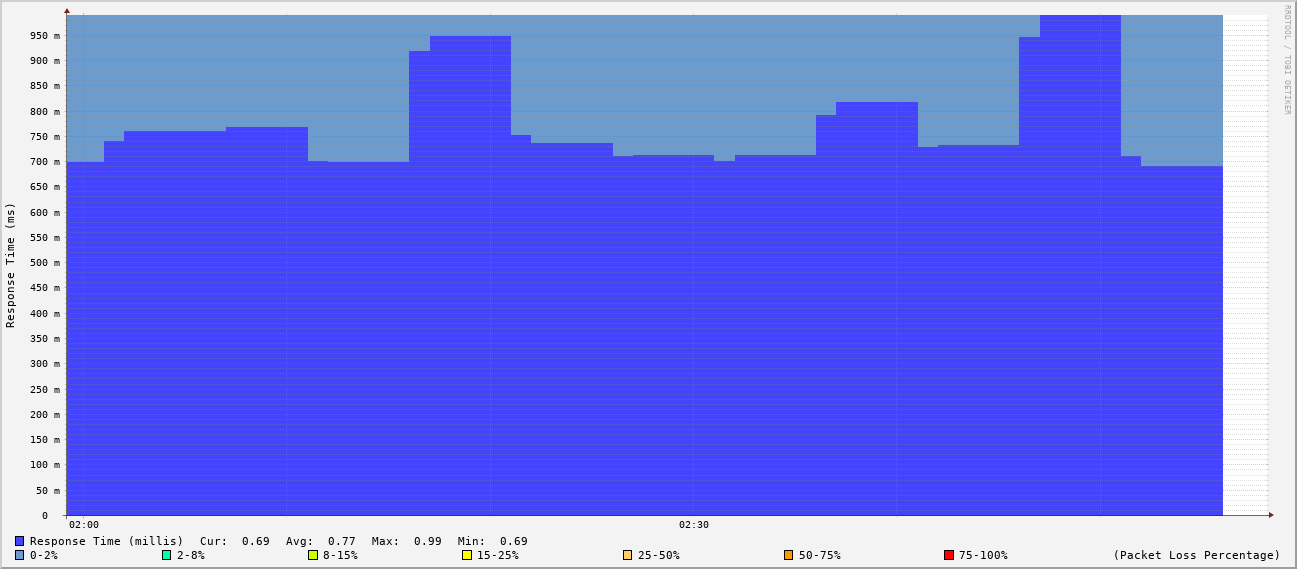 RRDTOOL / TOBI OETIKER
Response Time (ms)
950 m
900 m
850 m
800 m
750 m
700 m
650 m
600 m
550 m
500 m
450 m
400 m
350 m
300 m
250 m
200 m
150 m
100 m
50 m
0
02:00 02:30
Response Time (millis) Cur: 0.69 Avg: 0.77 Max: 0.99 Min: 0.69
0-2% 2-8% 8-15% 15-25% 25-50% 50-75% 75-100% (Packet Loss Percentage)